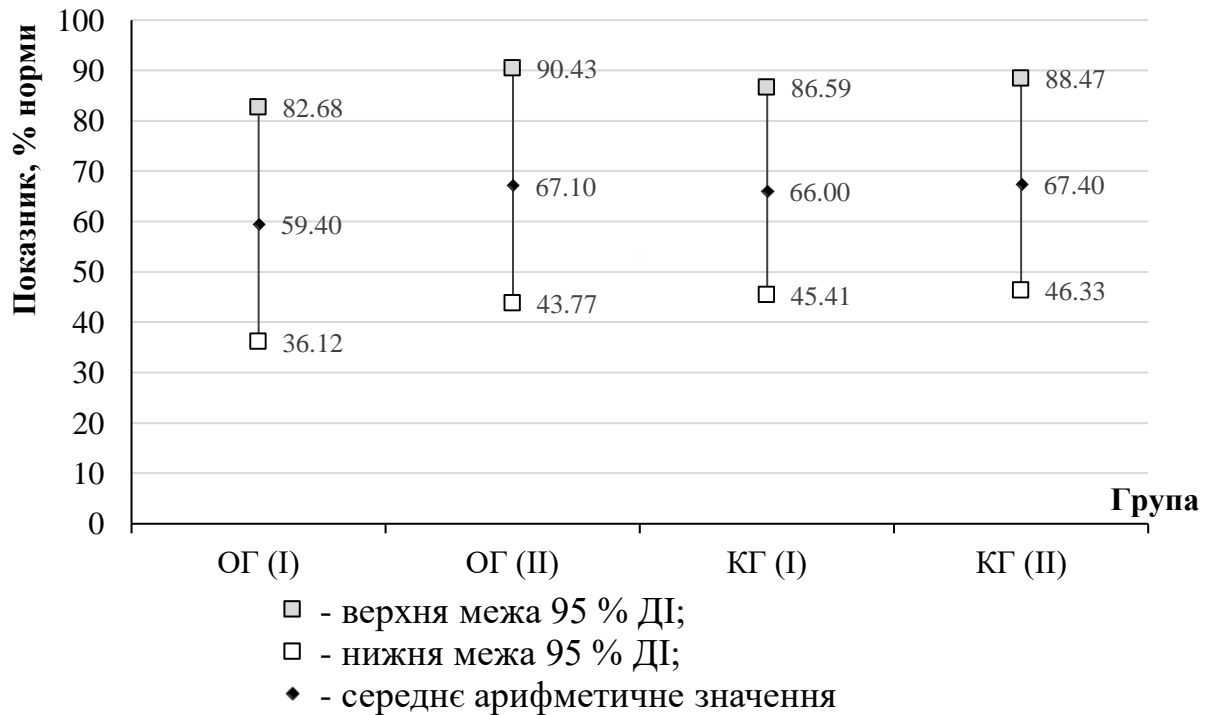 Показник, % норми
100
90
80
70
60
50
40
30
20
10
0
82.68
59.40
36.12
90.43
67.10
43.77
86.59
66.00
45.41
88.47
67.40
46.33
Група
ОГ (І)
ОГ (ІІ)
КГ (І)
КГ (ІІ)
- верхня межа 95 % ДІ;
- нижня межа 95 % ДІ;
- середнє арифметичне значення